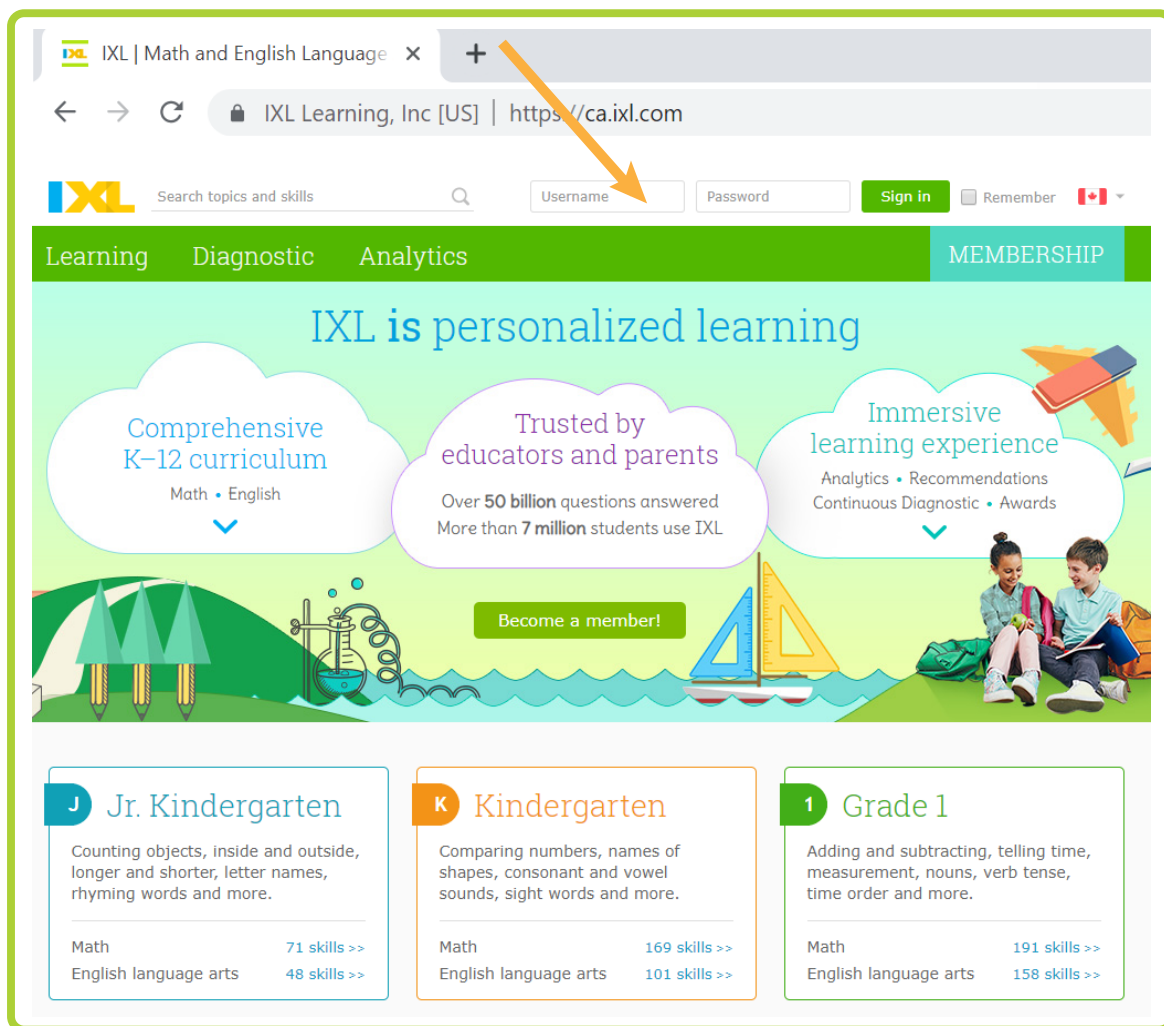 IXL | Math and English Language
IXL Learning, Inc [US] | https://ca.ixl.com
IXL
Search topics and skills
Username
Password
Sign in
Remember
Learning
Diagnostic
Analytics
MEMBERSHIP
IXL is personalized learning
Comprehensive
K–12 curriculum
Math • English
Trusted by
educators and parents
Over 50 billion questions answered
More than 7 million students use IXL
Immersive
learning experience
Analytics • Recommendations
Continuous Diagnostic • Awards
Become a member!
J Jr. Kindergarten
Counting objects, inside and outside,
longer and shorter, letter names,
rhyming words and more.
Math 71 skills >>
English language arts 48 skills >>
K Kindergarten
Comparing numbers, names of
shapes, consonant and vowel
sounds, sight words and more.
Math 169 skills >>
English language arts 101 skills >>
1 Grade 1
Adding and subtracting, telling time,
measurement, nouns, verb tense,
time order and more.
Math 191 skills >>
English language arts 158 skills >>